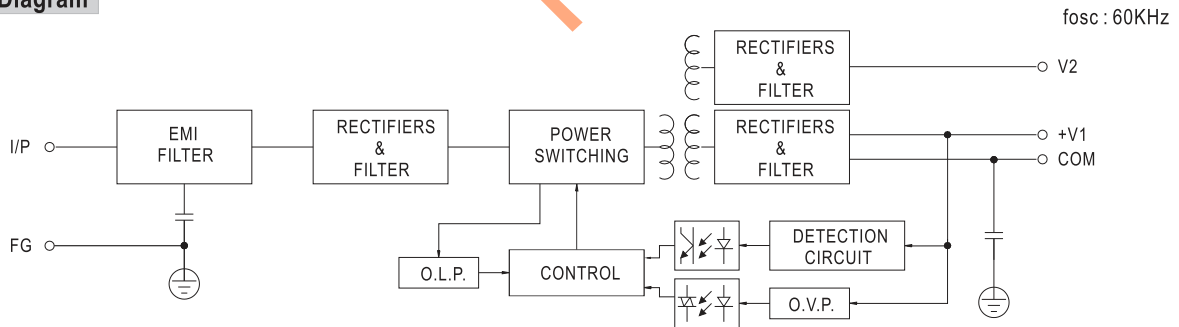 Diagram
fosc : 60KHz
RECTIFIERS
&
FILTER
V2
I/P
EMI
FILTER
RECTIFIERS
&
FILTER
POWER
SWITCHING
RECTIFIERS
&
FILTER
+V1
COM
FG
O.L.P.
CONTROL
DETECTION
CIRCUIT
O.V.P.